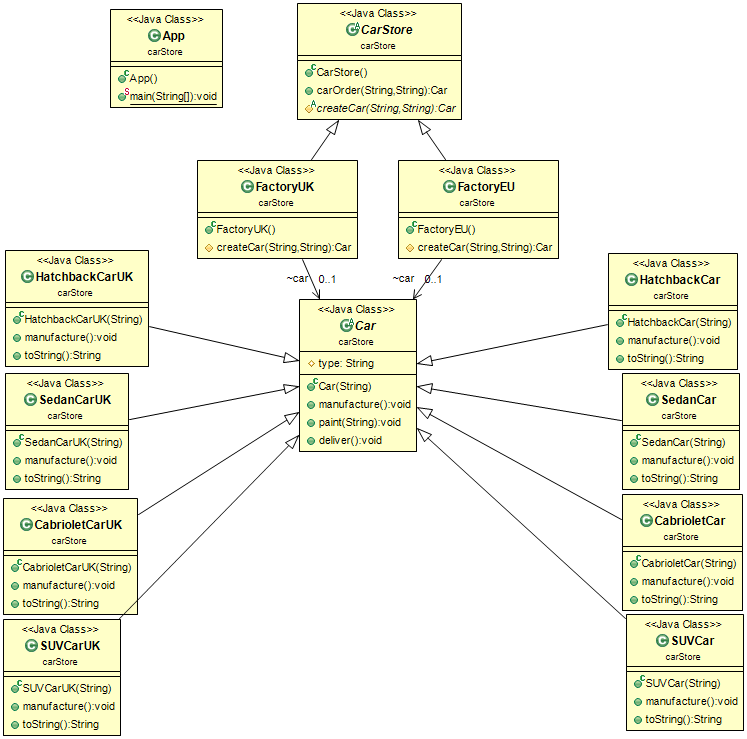 <<Java Class>>
App
carStore
App()
main(String[]):void
<<Java Class>>
CarStore
carStore
CarStore()
carOrder(String,String):Car
createCar(String,String):Car
<<Java Class>>
FactoryUK
carStore
FactoryUK()
createCar(String,String):Car
<<Java Class>>
FactoryEU
carStore
FactoryEU()
createCar(String,String):Car
~car 0..1
~car 0..1
<<Java Class>>
HatchbackCarUK
carStore
HatchbackCarUK(String)
manufacture():void
toString():String
<<Java Class>>
Car
carStore
type: String
Car(String)
manufacture():void
paint(String):void
deliver():void
<<Java Class>>
HatchbackCar
carStore
HatchbackCar(String)
manufacture():void
toString():String
<<Java Class>>
SedanCarUK
carStore
SedanCarUK(String)
manufacture():void
toString():String
<<Java Class>>
SedanCar
carStore
SedanCar(String)
manufacture():void
toString():String
<<Java Class>>
CabrioletCarUK
carStore
CabrioletCarUK(String)
manufacture():void
toString():String
<<Java Class>>
CabrioletCar
carStore
CabrioletCar(String)
manufacture():void
toString():String
<<Java Class>>
SUVCarUK
carStore
SUVCarUK(String)
manufacture():void
toString():String
<<Java Class>>
SUVCar
carStore
SUVCar(String)
manufacture():void
toString():String